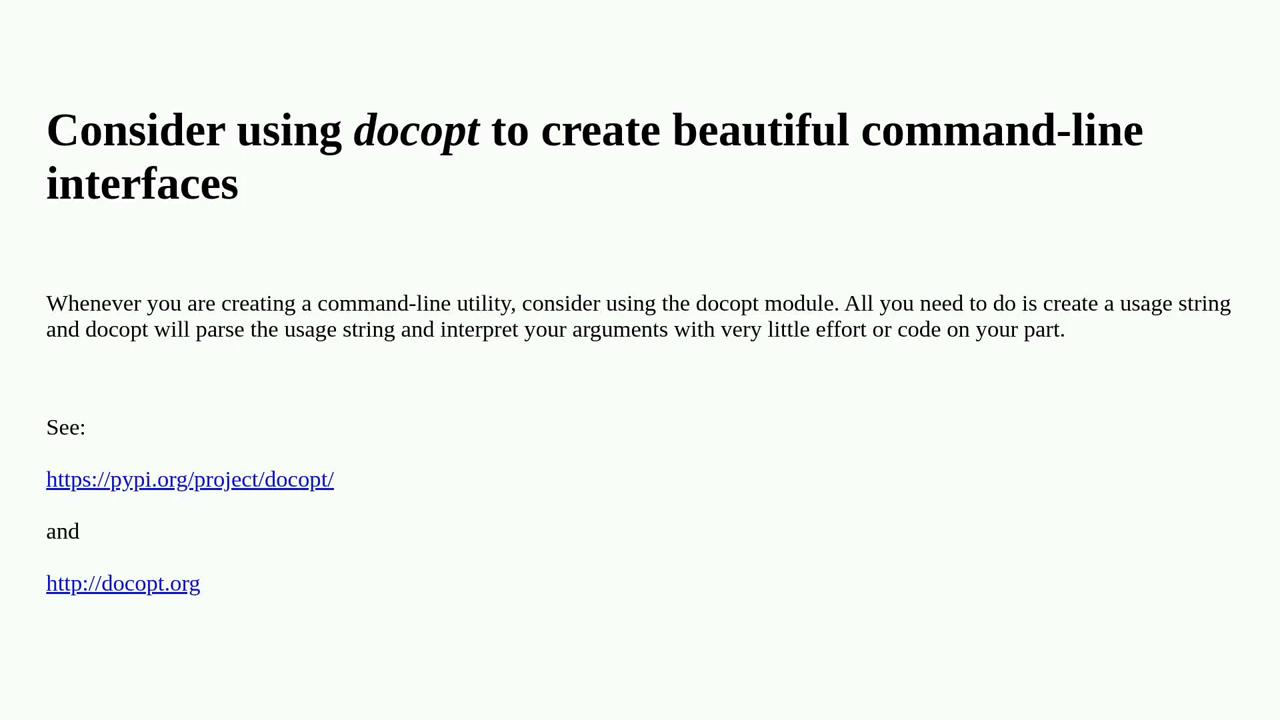 Consider using docopt to create beautiful command-line
interfaces
Whenever you are creating a command-line utility, consider using the docopt module. All you need to do is create a usage string
and docopt will parse the usage string and interpret your arguments with very little effort or code on your part.
See:
https://pypi.org/project/docopt/
and
http://docopt.org